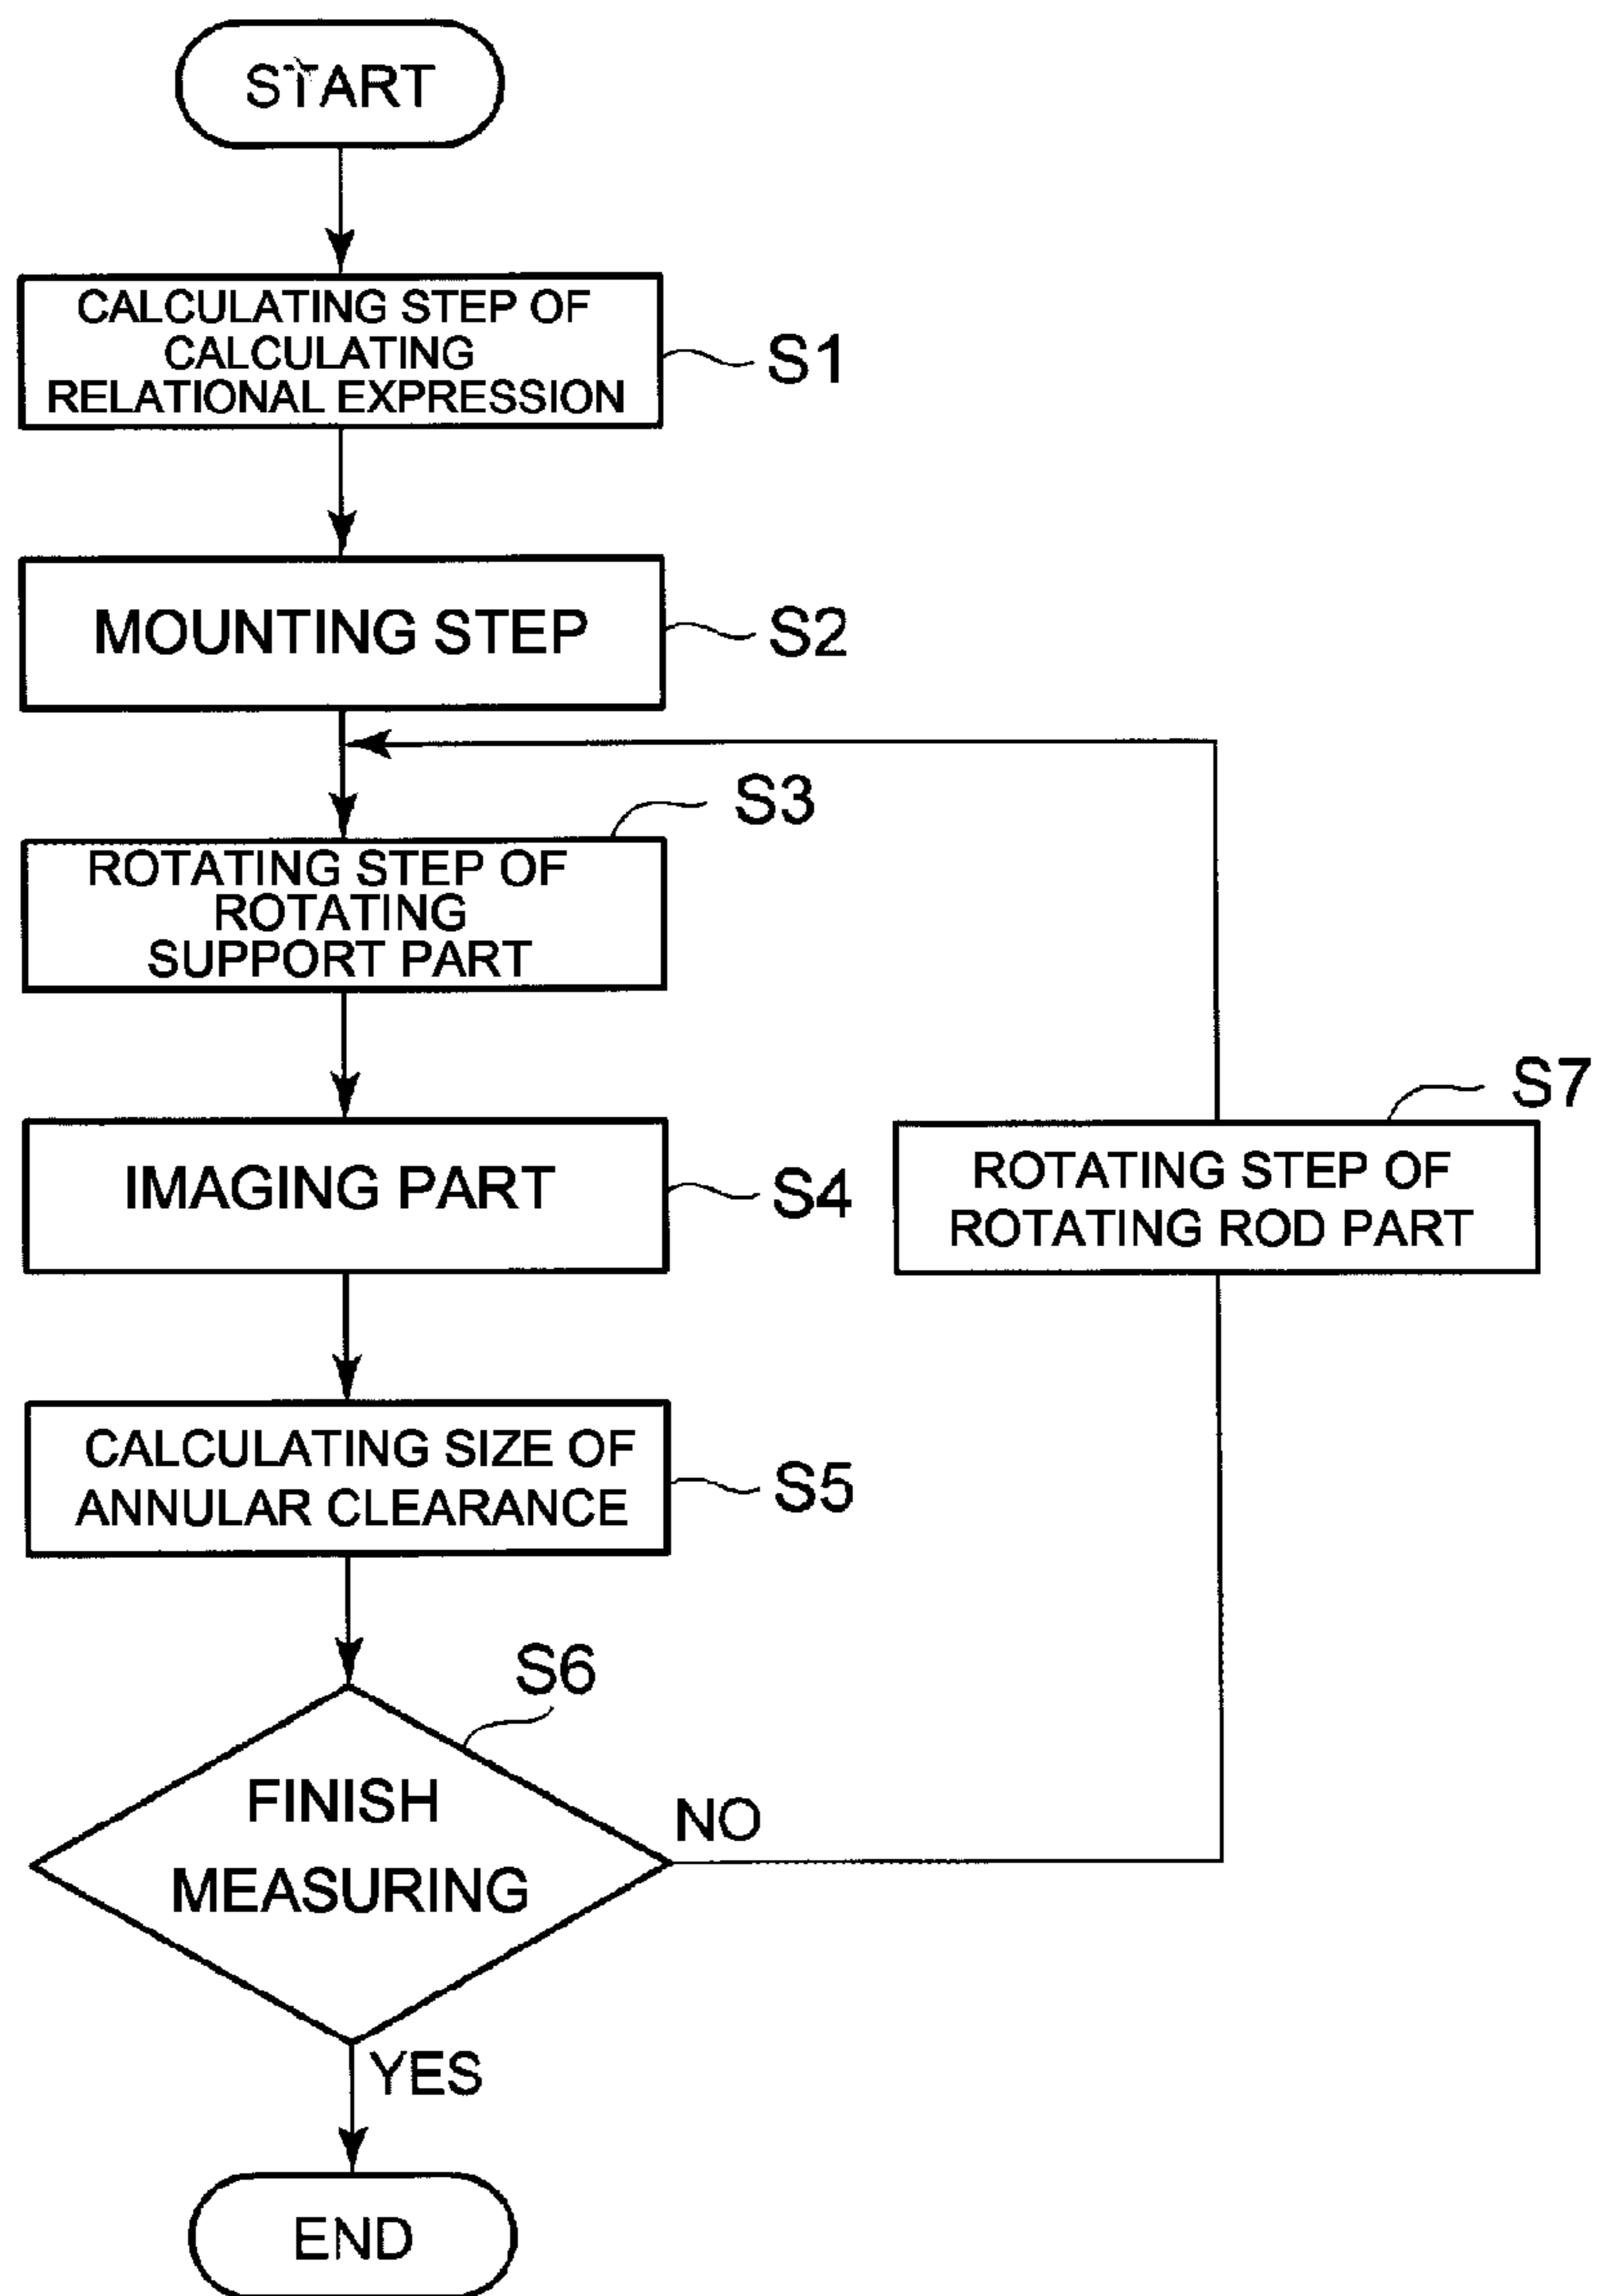 START
CALCULATING STEP OF
CALCULATING
RELATIONAL EXPRESSION
S1
MOUNTING STEP
S2
S3
ROTATING STEP OF
ROTATING
SUPPORT PART
IMAGING PART
S4
S7
ROTATING STEP OF
ROTATING ROD PART
CALCULATING SIZE OF
ANNULAR CLEARANCE
S5
S6
FINISH
MEASURING
NO
YES
END